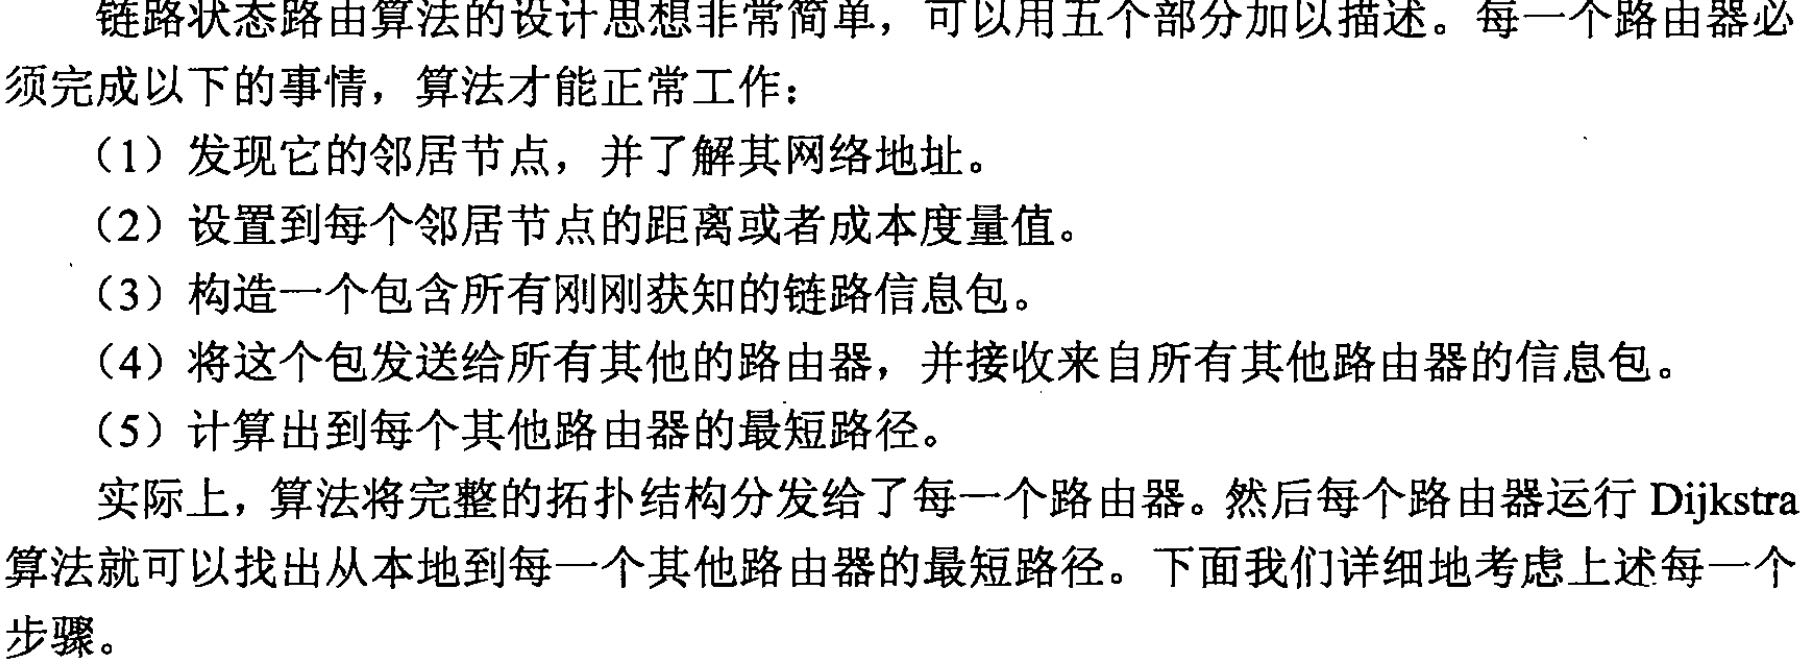 链路状态路由算法的设计思想非常简单，可以用五个部分加以描述。每一个路由器必
须完成以下的事情，算法才能正常工作：
（1）发现它的邻居节点，并了解其网络地址。
（2）设置到每个邻居节点的距离或者成本度量值。
（3）构造一个包含所有刚刚获知的链路信息包。
（4）将这个包发送给所有其他的路由器，并接收来自所有其他路由器的信息包。
（5）计算出到每个其他路由器的最短路径。
实际上，算法将完整的拓扑结构分发给了每一个路由器。然后每个路由器运行 Dijkstra
算法就可以找出从本地到每一个其他路由器的最短路径。下面我们详细地考虑上述每一个
步骤。